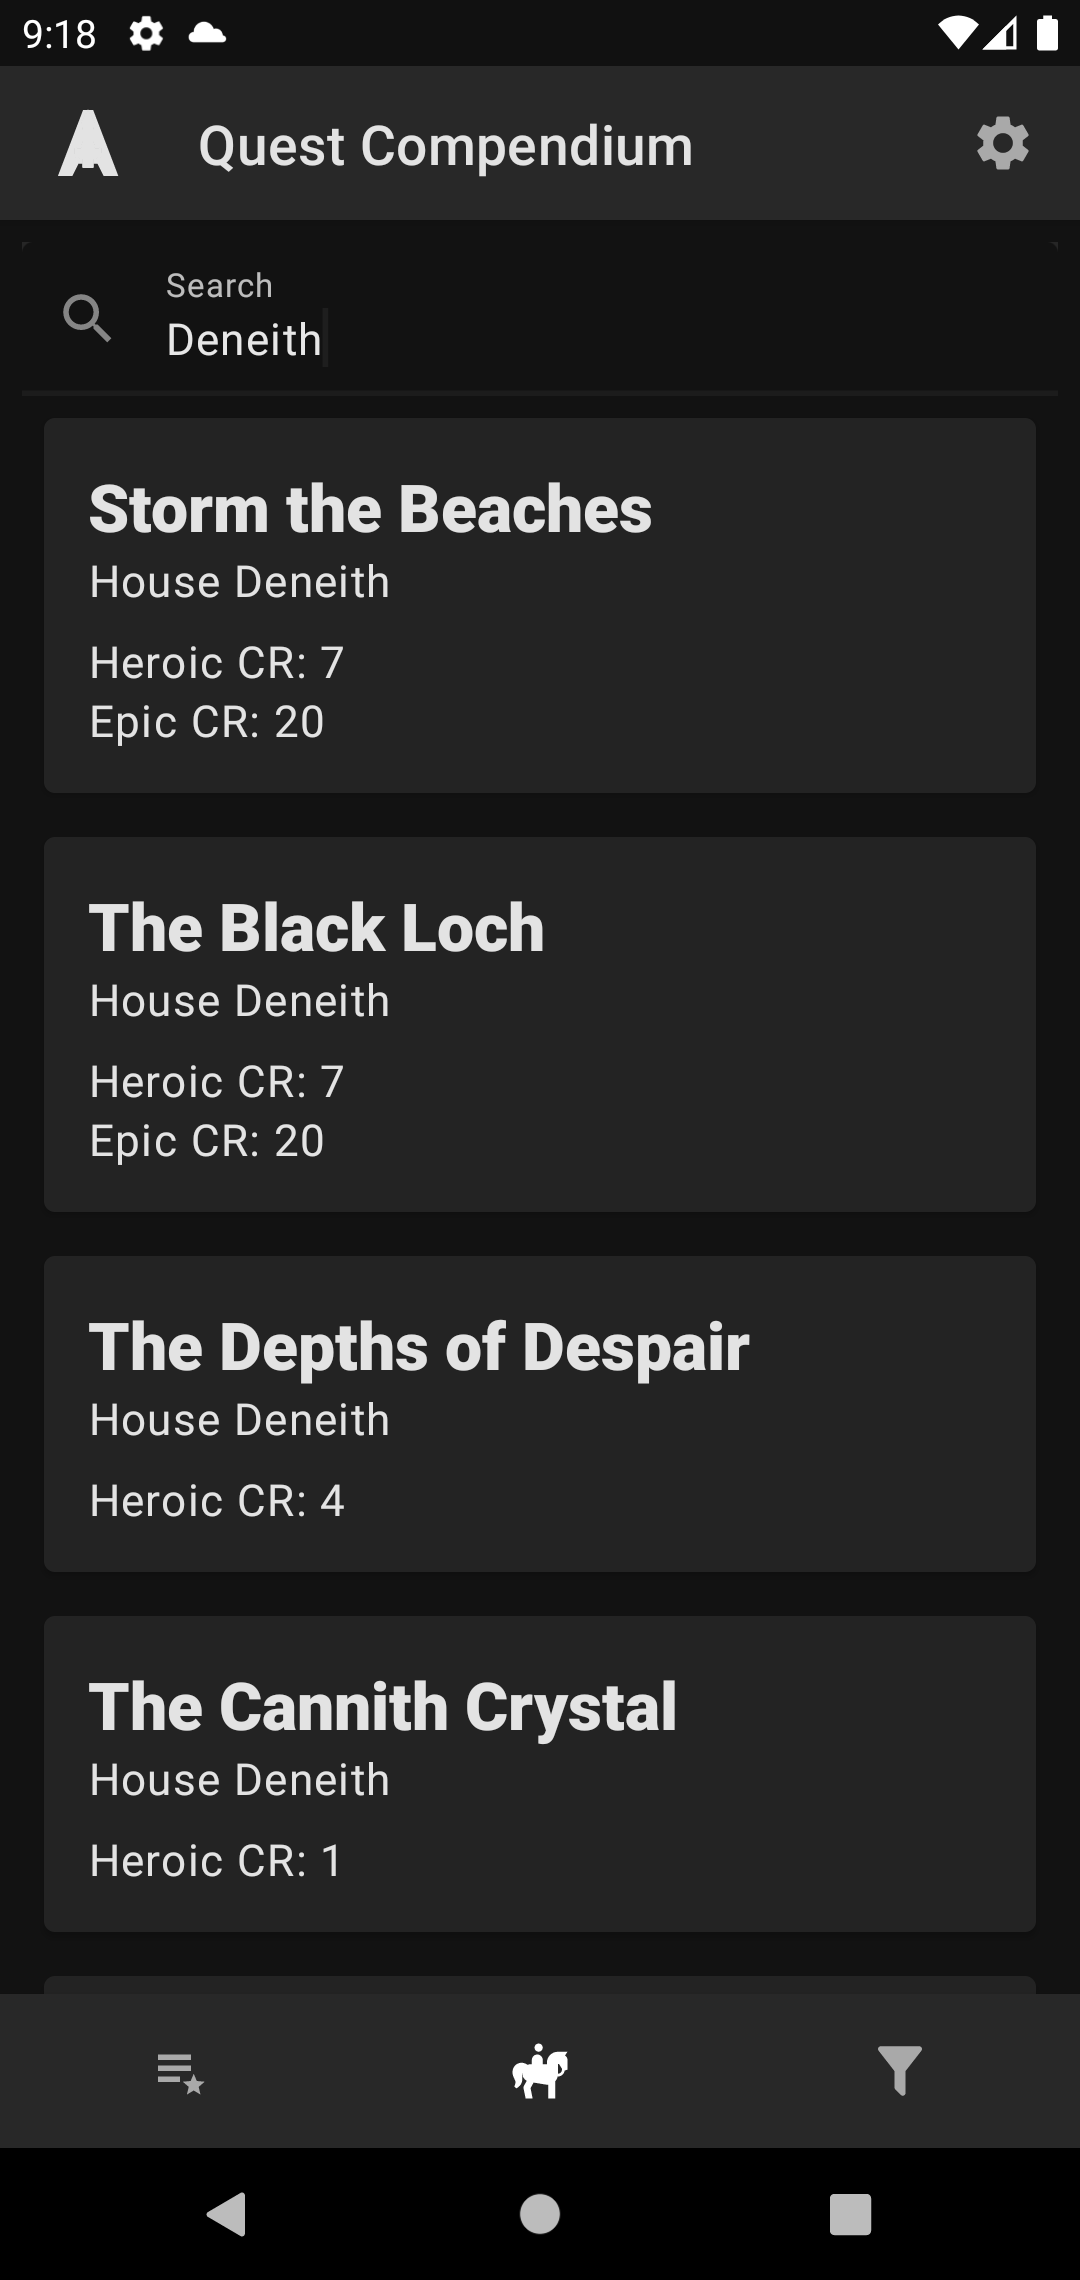 9:18
Quest Compendium
Search
Deneith
Storm the Beaches
House Deneith
Heroic CR: 7
Epic CR: 20
The Black Loch
House Deneith
Heroic CR: 7
Epic CR: 20
The Depths of Despair
House Deneith
Heroic CR: 4
The Cannith Crystal
House Deneith
Heroic CR: 1